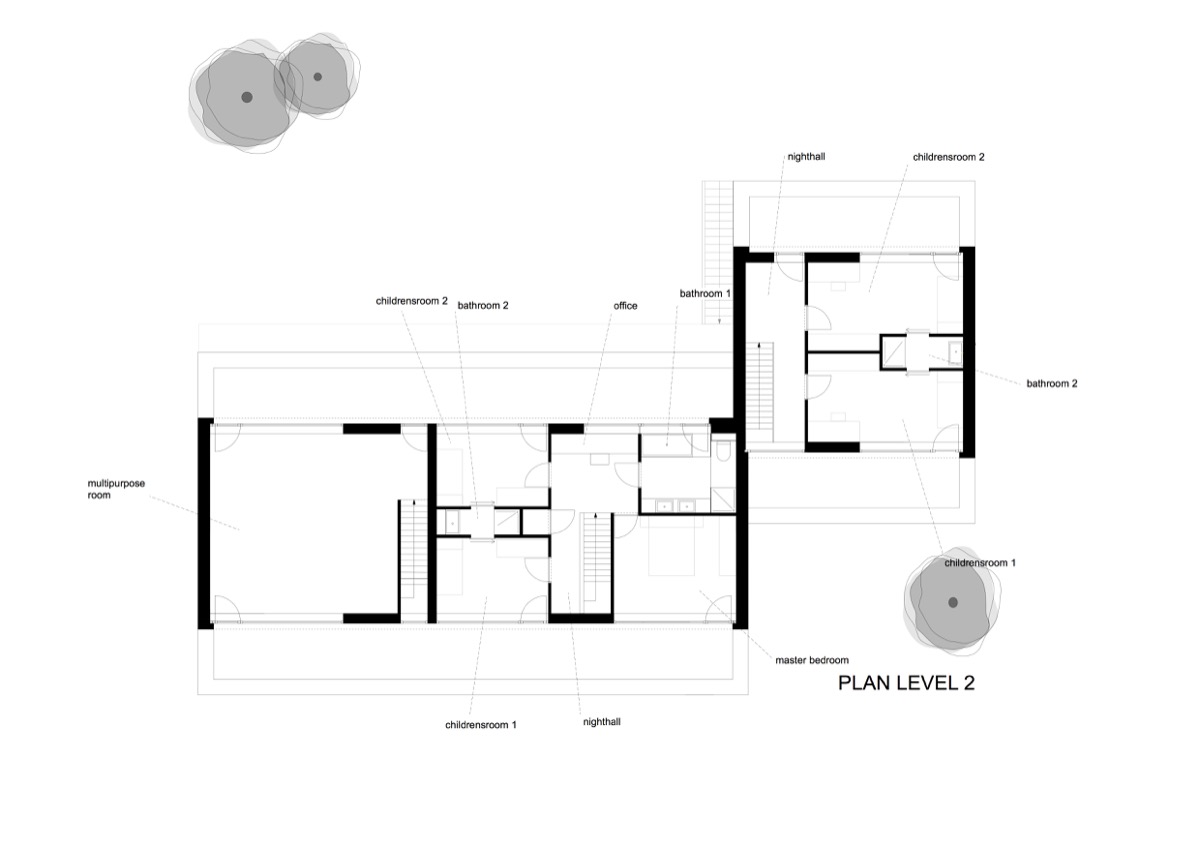 nighthall
childrensroom 2
childrensroom 2
bathroom 2
office
bathroom 1
bathroom 2
multipurpose
room
childrensroom 1
master bedroom
PLAN LEVEL 2
childrensroom 1
nighthall